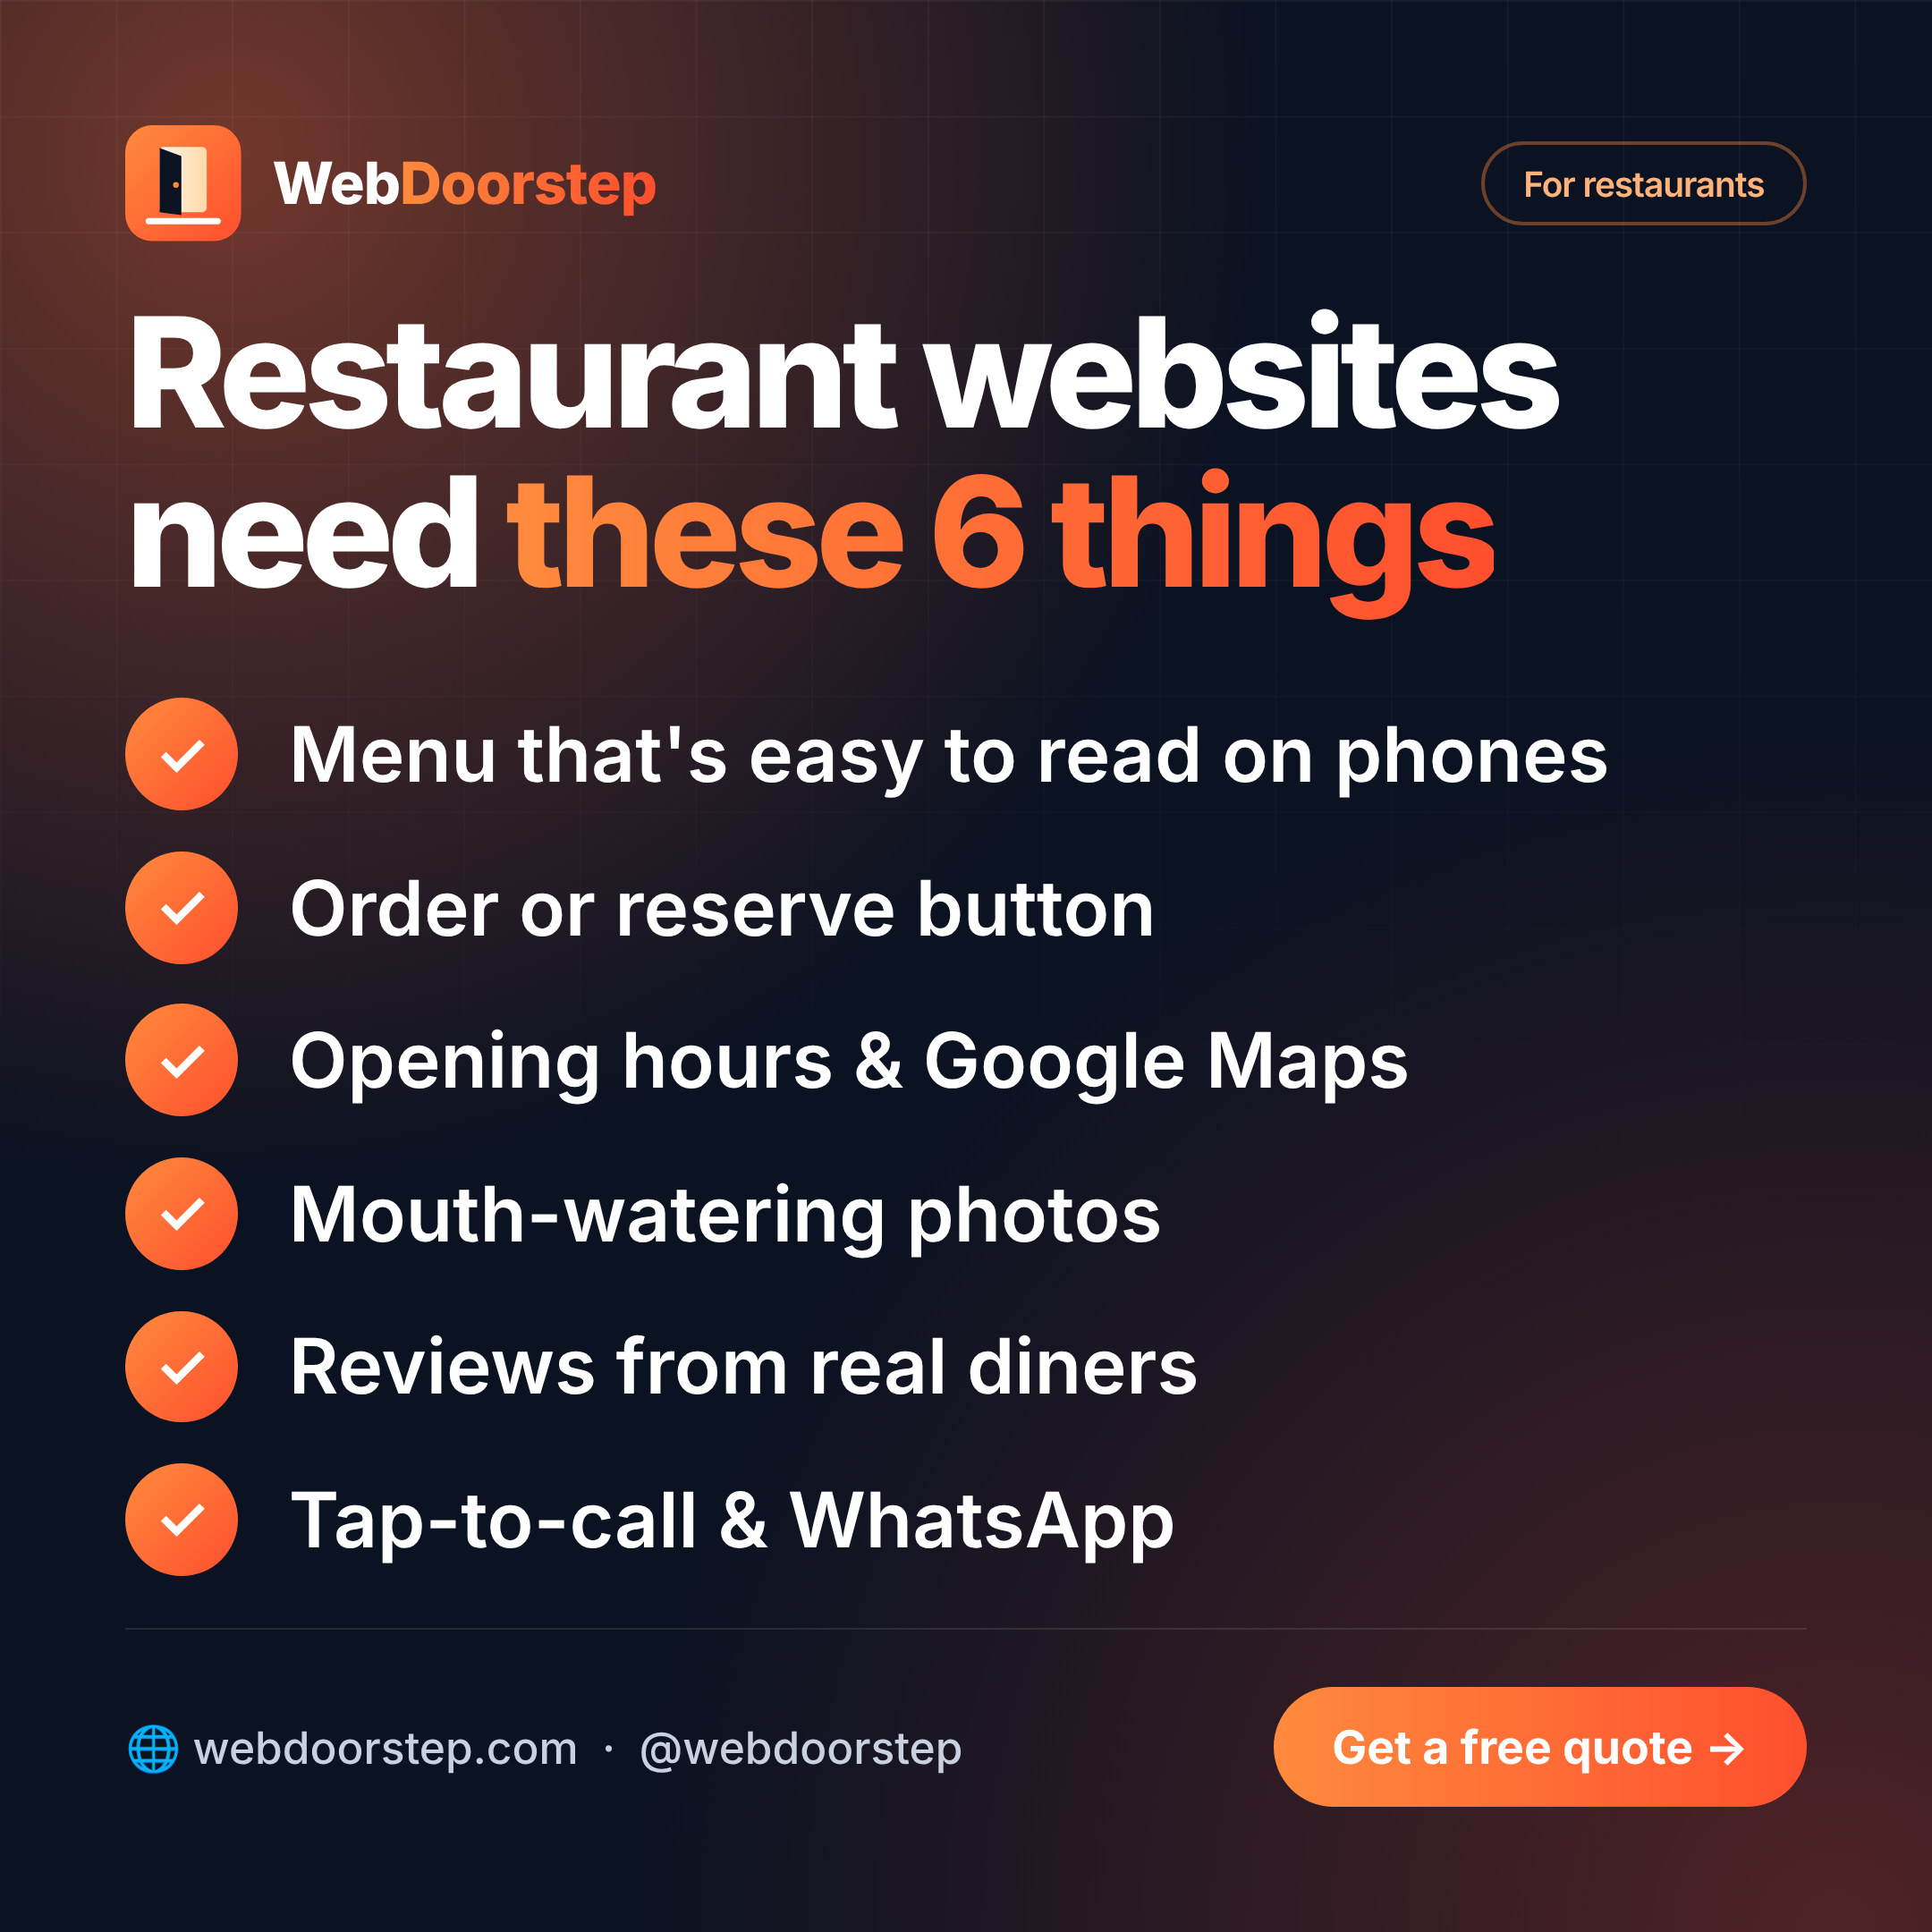 WebDoorstep
For restaurants
Restaurant websites
need these 6 things
Menu that's easy to read on phones
Order or reserve button
Opening hours & Google Maps
Mouth-watering photos
Reviews from real diners
Tap-to-call & WhatsApp
webdoorstep.com · @webdoorstep
Get a free quote →